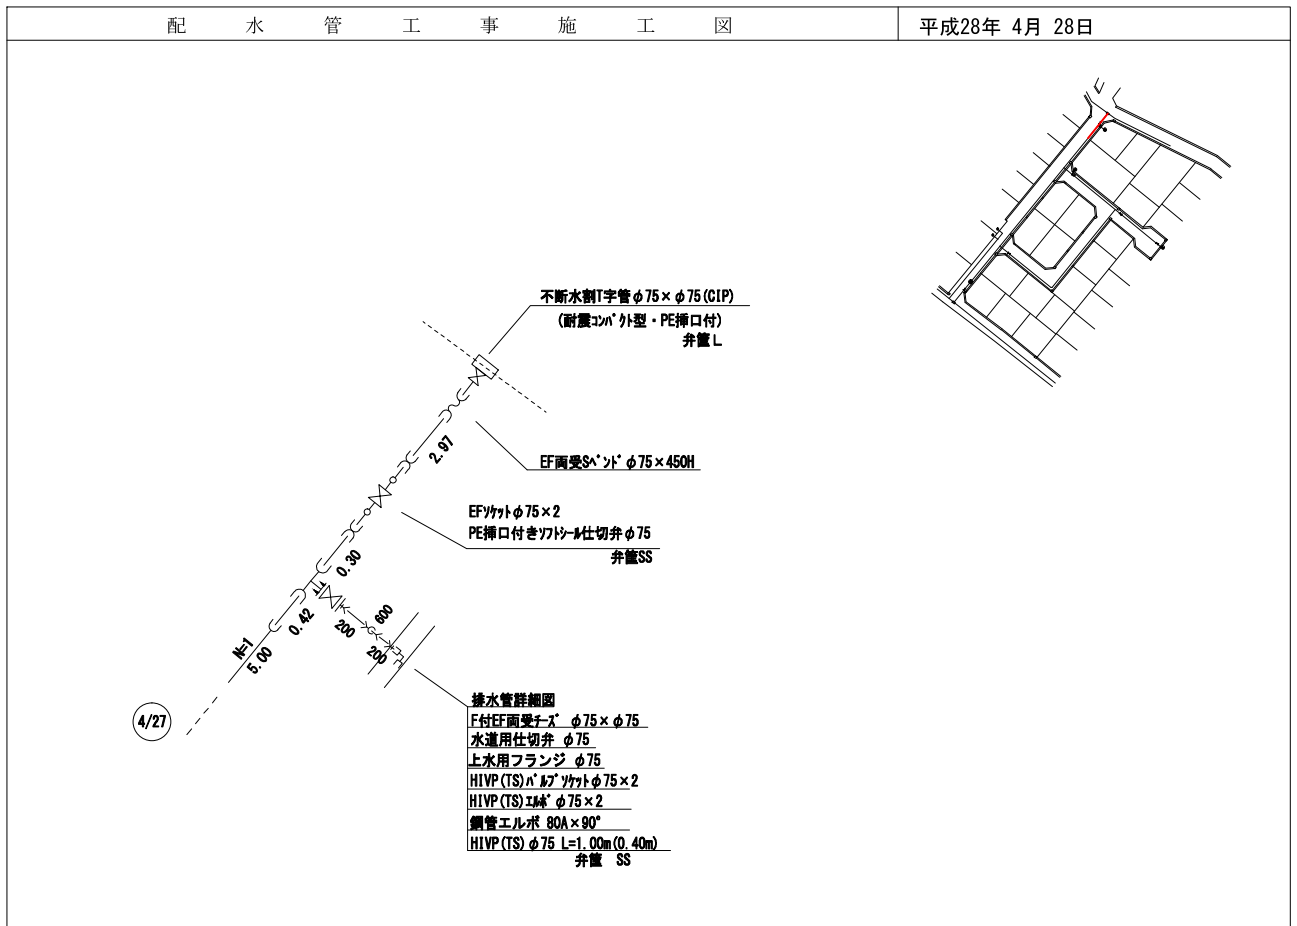 配水管工事施工図
平成28年 4月 28日
不断水割T字管φ75×φ75(CIP)
(耐震ｺﾝﾊﾟｸﾄ型・PE挿口付)
弁筐L
2.97
EF両受Sﾍﾞﾝﾄﾞφ75×450H
EFｿｹｯﾄφ75×2
PE挿口付きｿﾌﾄｼｰﾙ仕切弁φ75
弁筐SS
0.30
0.42
N=1
5.00
200
600
200
4/27
排水管詳細図
F付EF両受ﾁｰｽﾞ φ75×φ75
水道用仕切弁 φ75
上水用フランジ φ75
HIVP(TS)ﾊﾞﾙﾌﾞｿｹｯﾄφ75×2
HIVP(TS)ｴﾙﾎﾞφ75×2
鋼管エルボ 80A×90°
HIVP(TS)φ75 L=1.00m(0.40m)
弁筐 SS